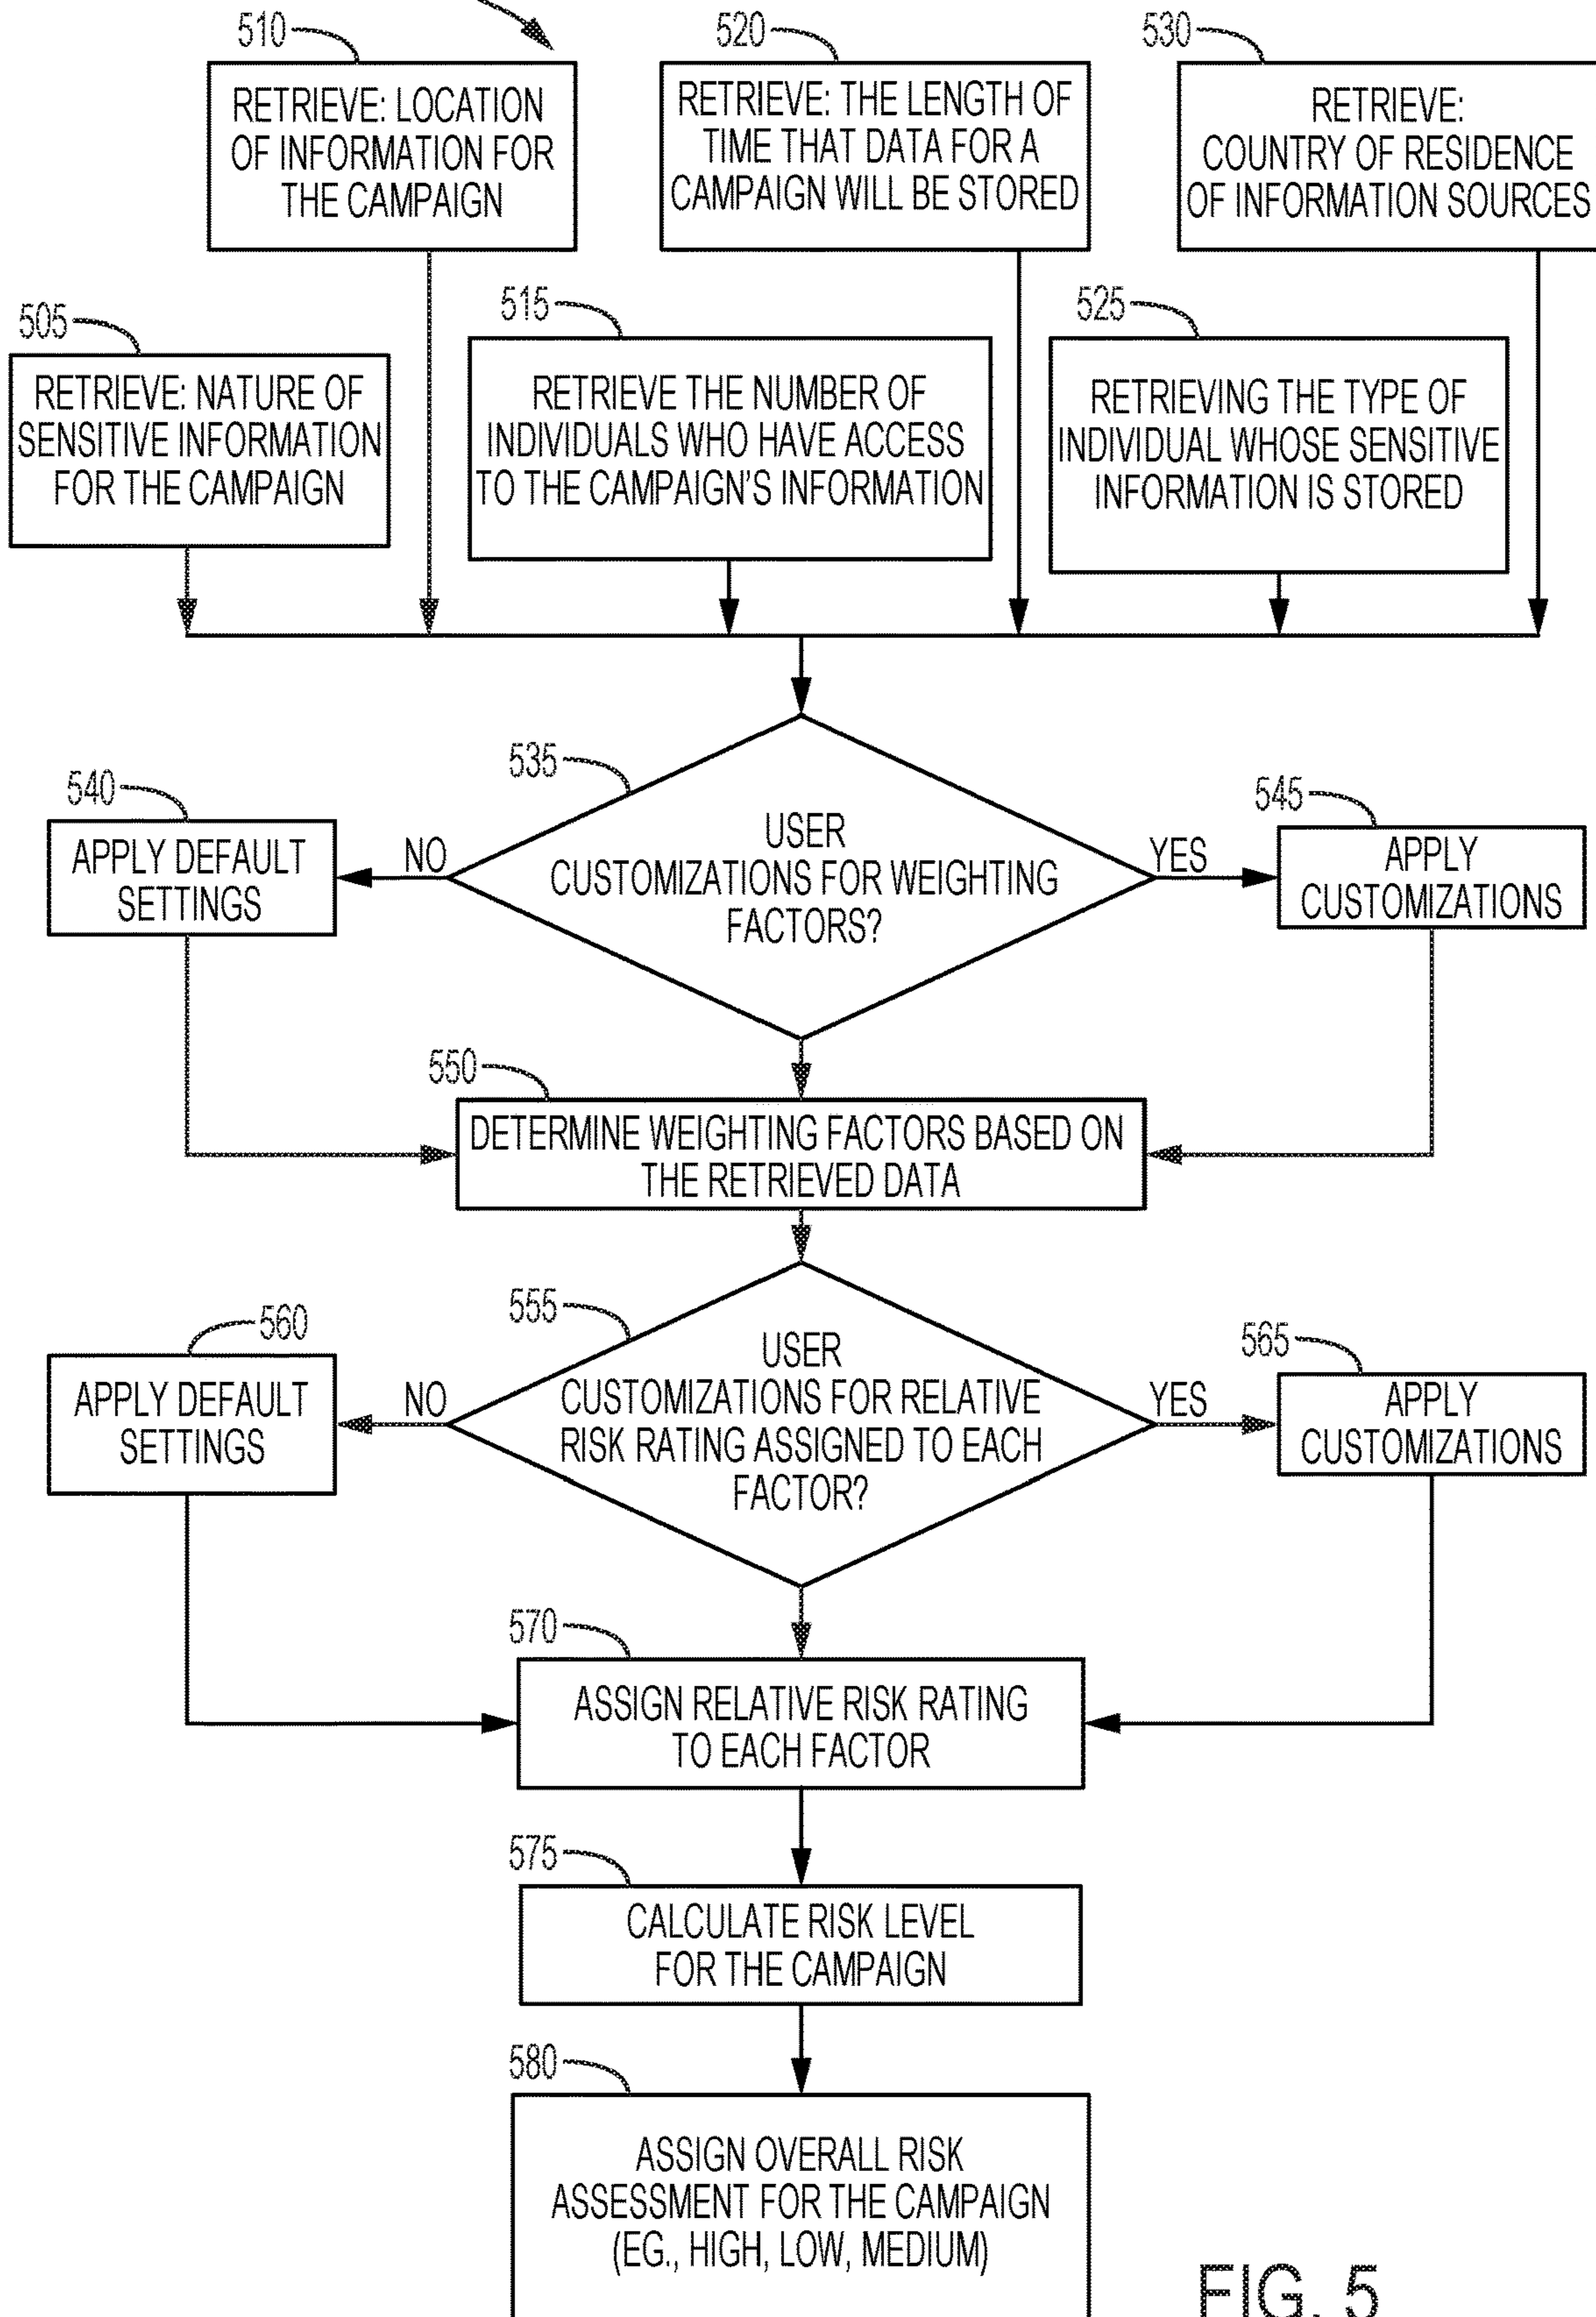 510
RETRIEVE: LOCATION
OF INFORMATION FOR
THE CAMPAIGN
520
RETRIEVE: THE LENGTH OF
TIME THAT DATA FOR A
CAMPAIGN WILL BE STORED
530
RETRIEVE:
COUNTRY OF RESIDENCE
OF INFORMATION SOURCES
505
RETRIEVE: NATURE OF
SENSITIVE INFORMATION
FOR THE CAMPAIGN
515
RETRIEVE THE NUMBER OF
INDIVIDUALS WHO HAVE ACCESS
TO THE CAMPAIGN'S INFORMATION
525
RETRIEVING THE TYPE OF
INDIVIDUAL WHOSE SENSITIVE
INFORMATION IS STORED
535
USER
CUSTOMIZATIONS FOR WEIGHTING
FACTORS?
540
APPLY DEFAULT
SETTINGS
NO
YES
545
APPLY
CUSTOMIZATIONS
550
DETERMINE WEIGHTING FACTORS BASED ON
THE RETRIEVED DATA
555
USER
CUSTOMIZATIONS FOR RELATIVE
RISK RATING ASSIGNED TO EACH
FACTOR?
560
APPLY DEFAULT
SETTINGS
NO
YES
565
APPLY
CUSTOMIZATIONS
570
ASSIGN RELATIVE RISK RATING
TO EACH FACTOR
575
CALCULATE RISK LEVEL
FOR THE CAMPAIGN
580
ASSIGN OVERALL RISK
ASSESSMENT FOR THE CAMPAIGN
(EG., HIGH, LOW, MEDIUM)
FIG. 5